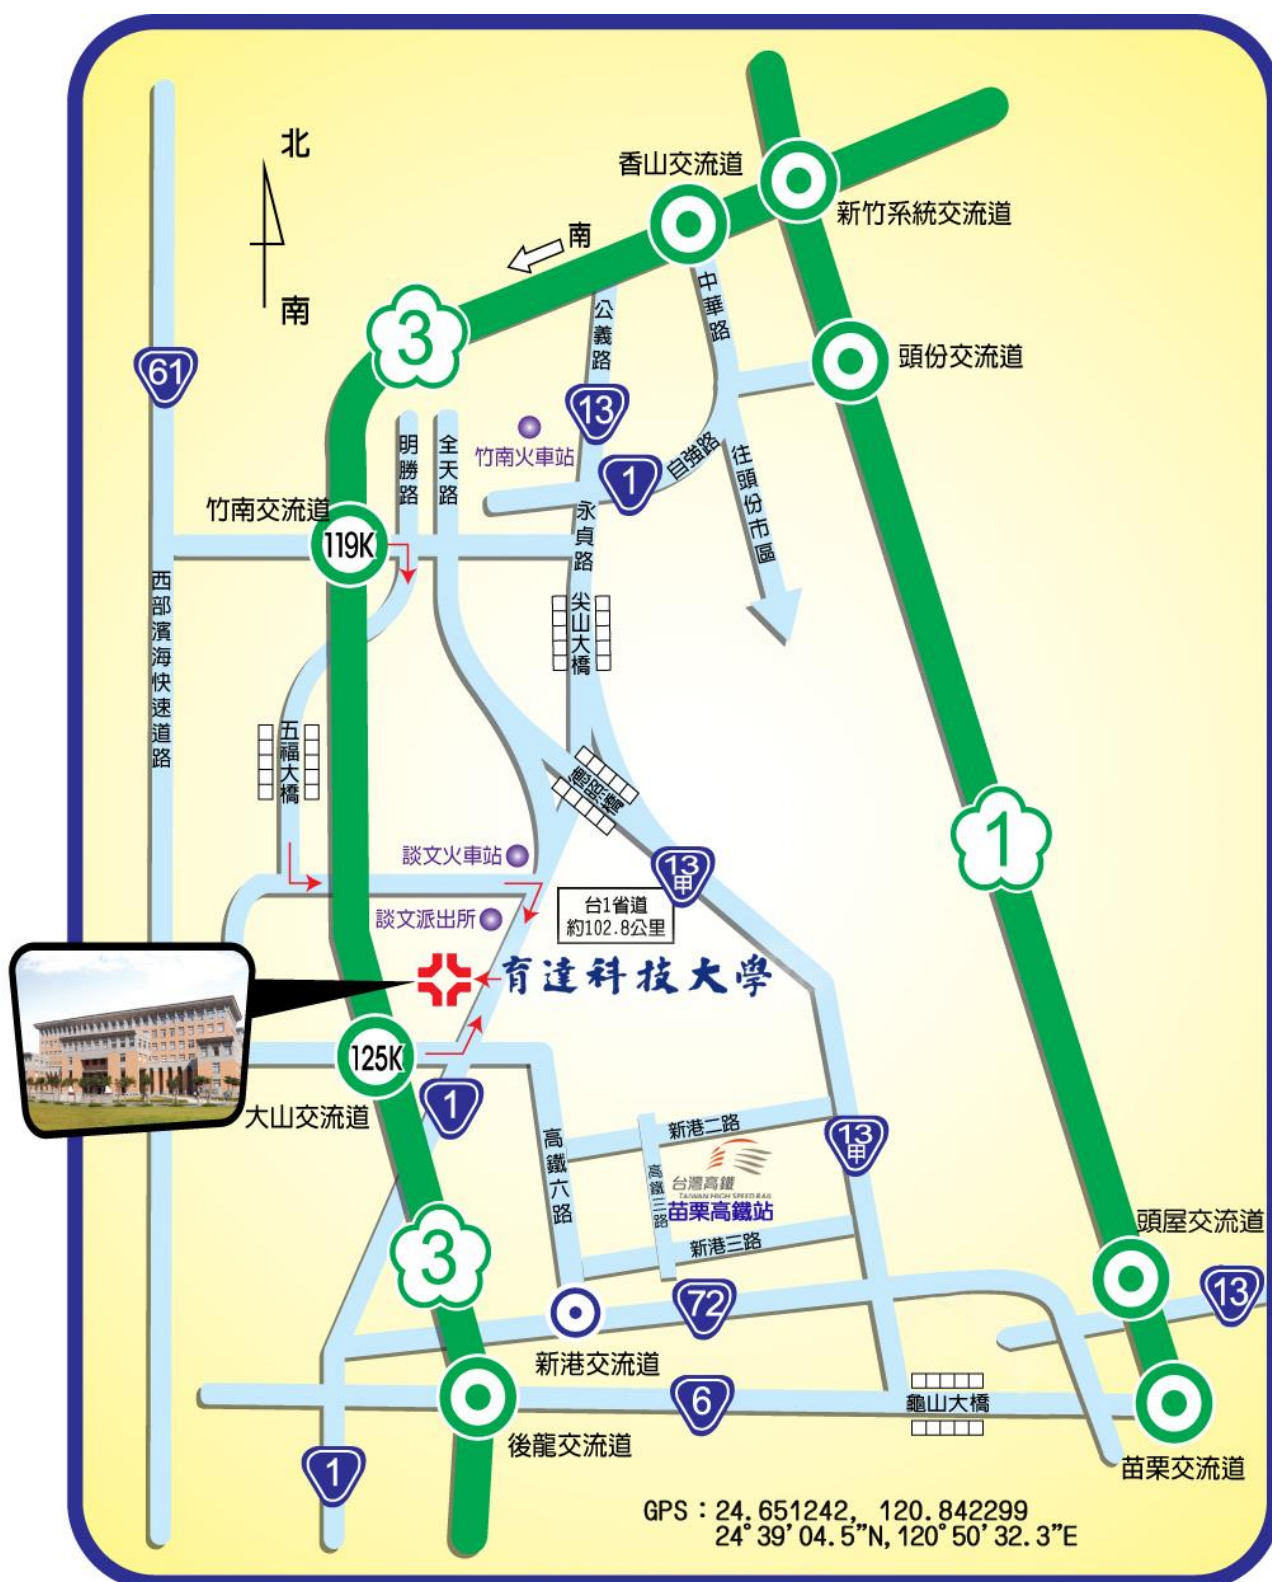 北
南
香山交流道
新竹系統交流道
南
中華路
公義路
3
頭份交流道
61
13
明勝路
全天路
竹南火車站
自強路
1
往頭份市區
竹南交流道
永貞路
119K
西部濱海快速道路
尖山大橋
五福大橋
1
談文火車站
13甲
台1省道
約102.8公里
談文派出所
育達科技大學
125K
大山交流道
1
高鐵六路
新港二路
13甲
高鐵三路
台灣高鐵
TAIWAN HIGH SPEED RAIL
苗栗高鐵站
新港三路
3
頭屋交流道
72
13
新港交流道
6
龜山大橋
後龍交流道
1
苗栗交流道
GPS：24.651242, 120.842299
24°39'04.5"N,120°50'32.3"E